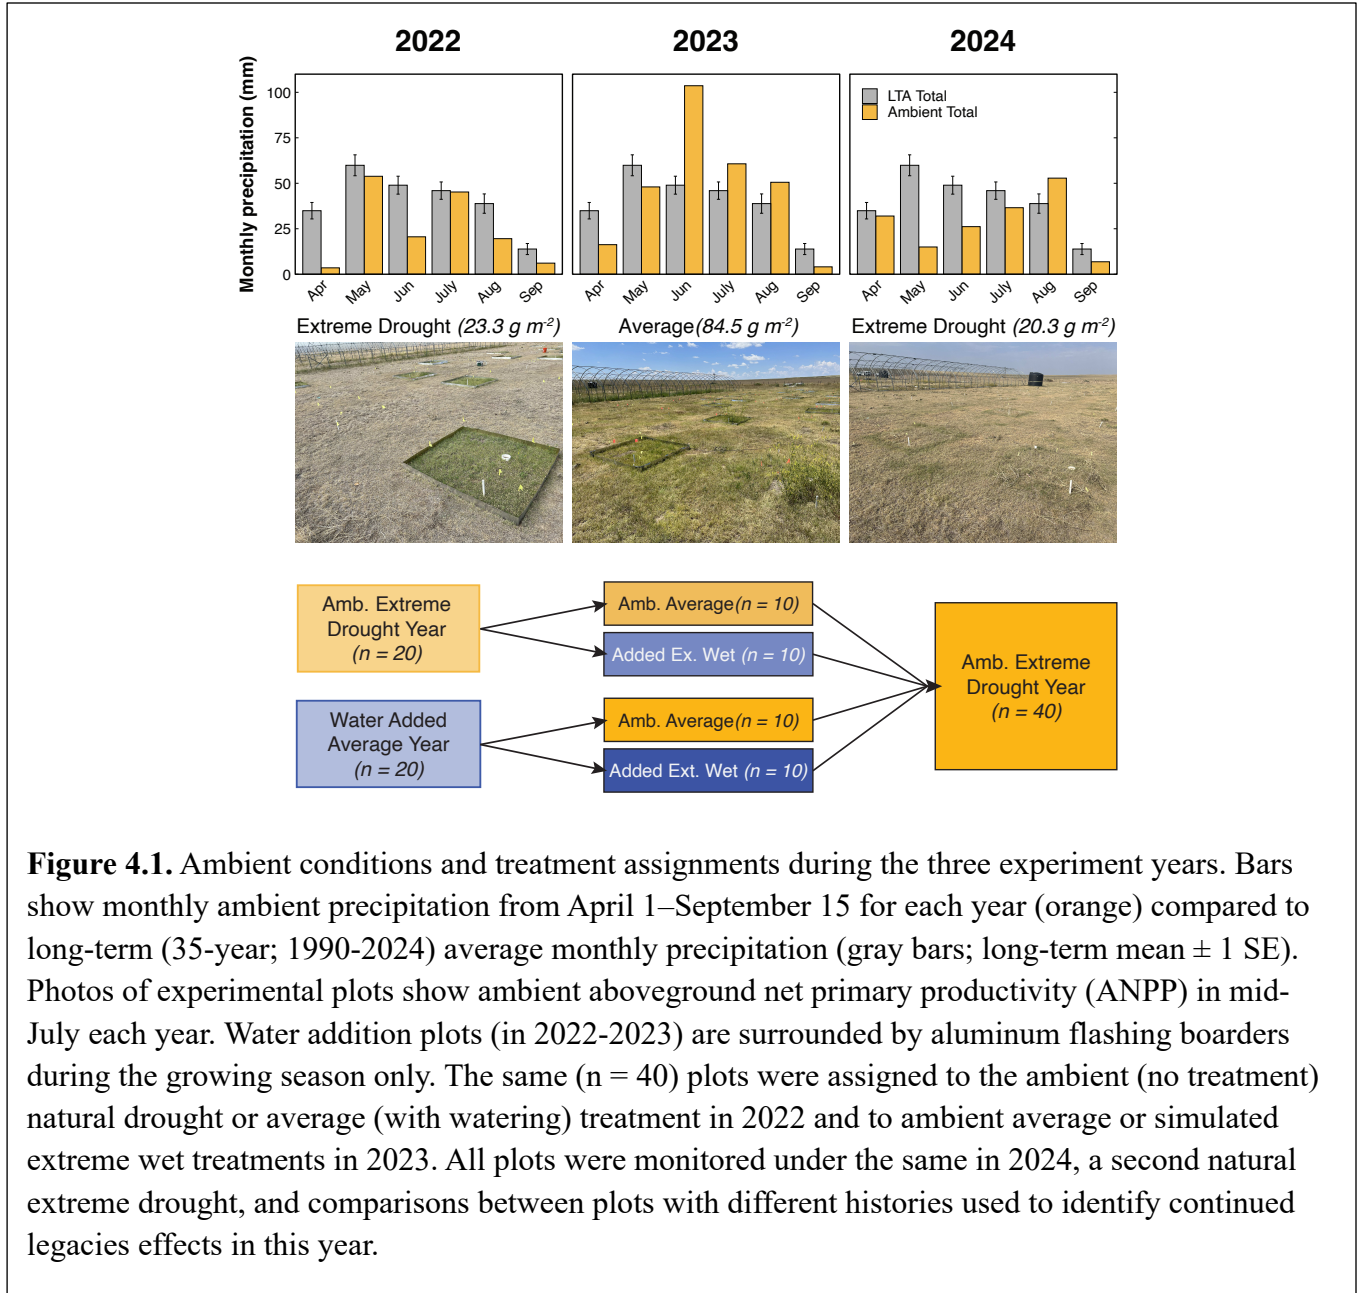 2022 2023 2024
Monthly precipitation (mm)
100
75
50
25
0
LTA Total
Ambient Total
Apr May Jun July Aug Sep
Apr May Jun July Aug Sep
Apr May Jun July Aug Sep
Extreme Drought (23.3 g m⁻²)
Average(84.5 g m⁻²)
Extreme Drought (20.3 g m⁻²)
Amb. Extreme
Drought Year
(n = 20)
Water Added
Average Year
(n = 20)
Amb. Average(n = 10)
Added Ex. Wet (n = 10)
Amb. Average(n = 10)
Added Ext. Wet (n = 10)
Amb. Extreme
Drought Year
(n = 40)
Figure 4.1. Ambient conditions and treatment assignments during the three experiment years. Bars
show monthly ambient precipitation from April 1–September 15 for each year (orange) compared to
long-term (35-year; 1990-2024) average monthly precipitation (gray bars; long-term mean ± 1 SE).
Photos of experimental plots show ambient aboveground net primary productivity (ANPP) in mid-
July each year. Water addition plots (in 2022-2023) are surrounded by aluminum flashing boarders
during the growing season only. The same (n = 40) plots were assigned to the ambient (no treatment)
natural drought or average (with watering) treatment in 2022 and to ambient average or simulated
extreme wet treatments in 2023. All plots were monitored under the same in 2024, a second natural
extreme drought, and comparisons between plots with different histories used to identify continued
legacies effects in this year.